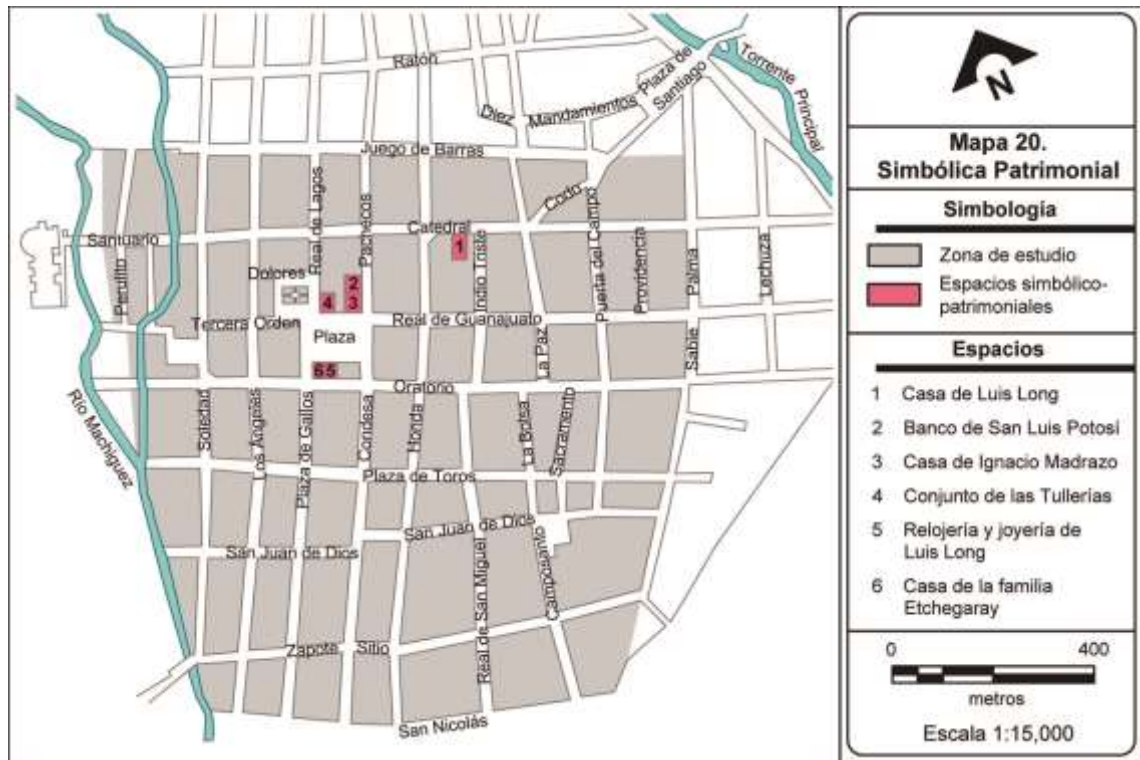 Ratón
Diez
Mandamientos
Plaza de
Santiago
Torrente
Principal
Juego de Barras
Codo
Catedral
Santuario
Perulito
Real de Lagos
Pachecos
Indio Triste
Puerta del Campo
Providencia
Palma
Lechuza
Dolores
1
2
3
4
Tercera Orden
Plaza
Real de Guanajuato
La Paz
Sable
6 5
Oratorio
Río Machiguez
Soledad
Los Angeles
Plaza de Gallos
Condesa
Honda
La Bolsa
Sacramento
Plaza de Toros
San Juan de Dios
San Juan de Dios
Real de San Miguel
Camposanto
Zapote
Sitio
San Nicolás
N
Mapa 20.
Simbólica Patrimonial
Simbología
Zona de estudio
Espacios simbólico-
patrimoniales
Espacios
1 Casa de Luis Long
2 Banco de San Luis Potosí
3 Casa de Ignacio Madrazo
4 Conjunto de las Tullerías
5 Relojería y joyería de
Luis Long
6 Casa de la familia
Etchegaray
0 400
metros
Escala 1:15,000